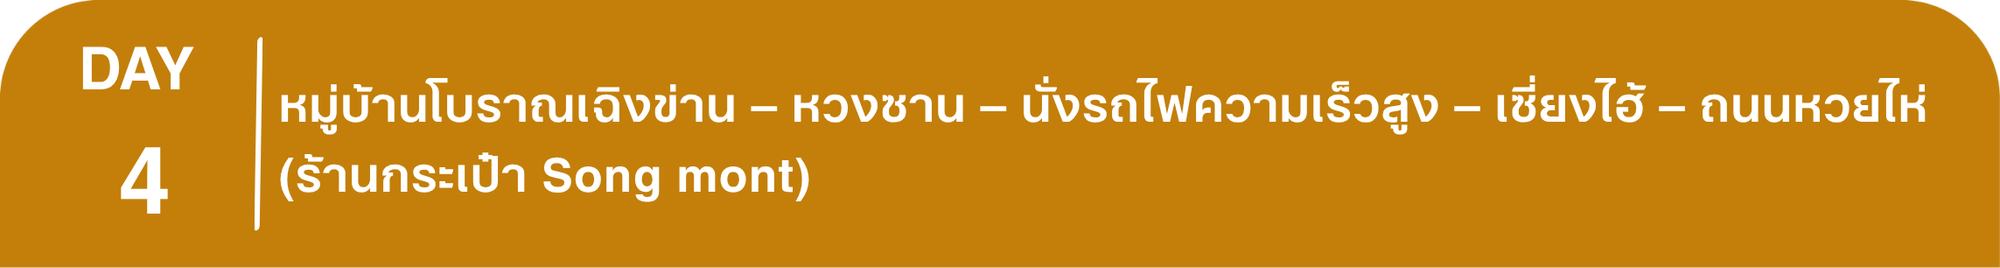 DAY
4
หมู่บ้านโบราณเฉิงข่าน – หวงซาน – นั่งรถไฟความเร็วสูง – เซี่ยงไฮ้ – ถนนหวยไห่
(ร้านกระเป๋า Song mont)